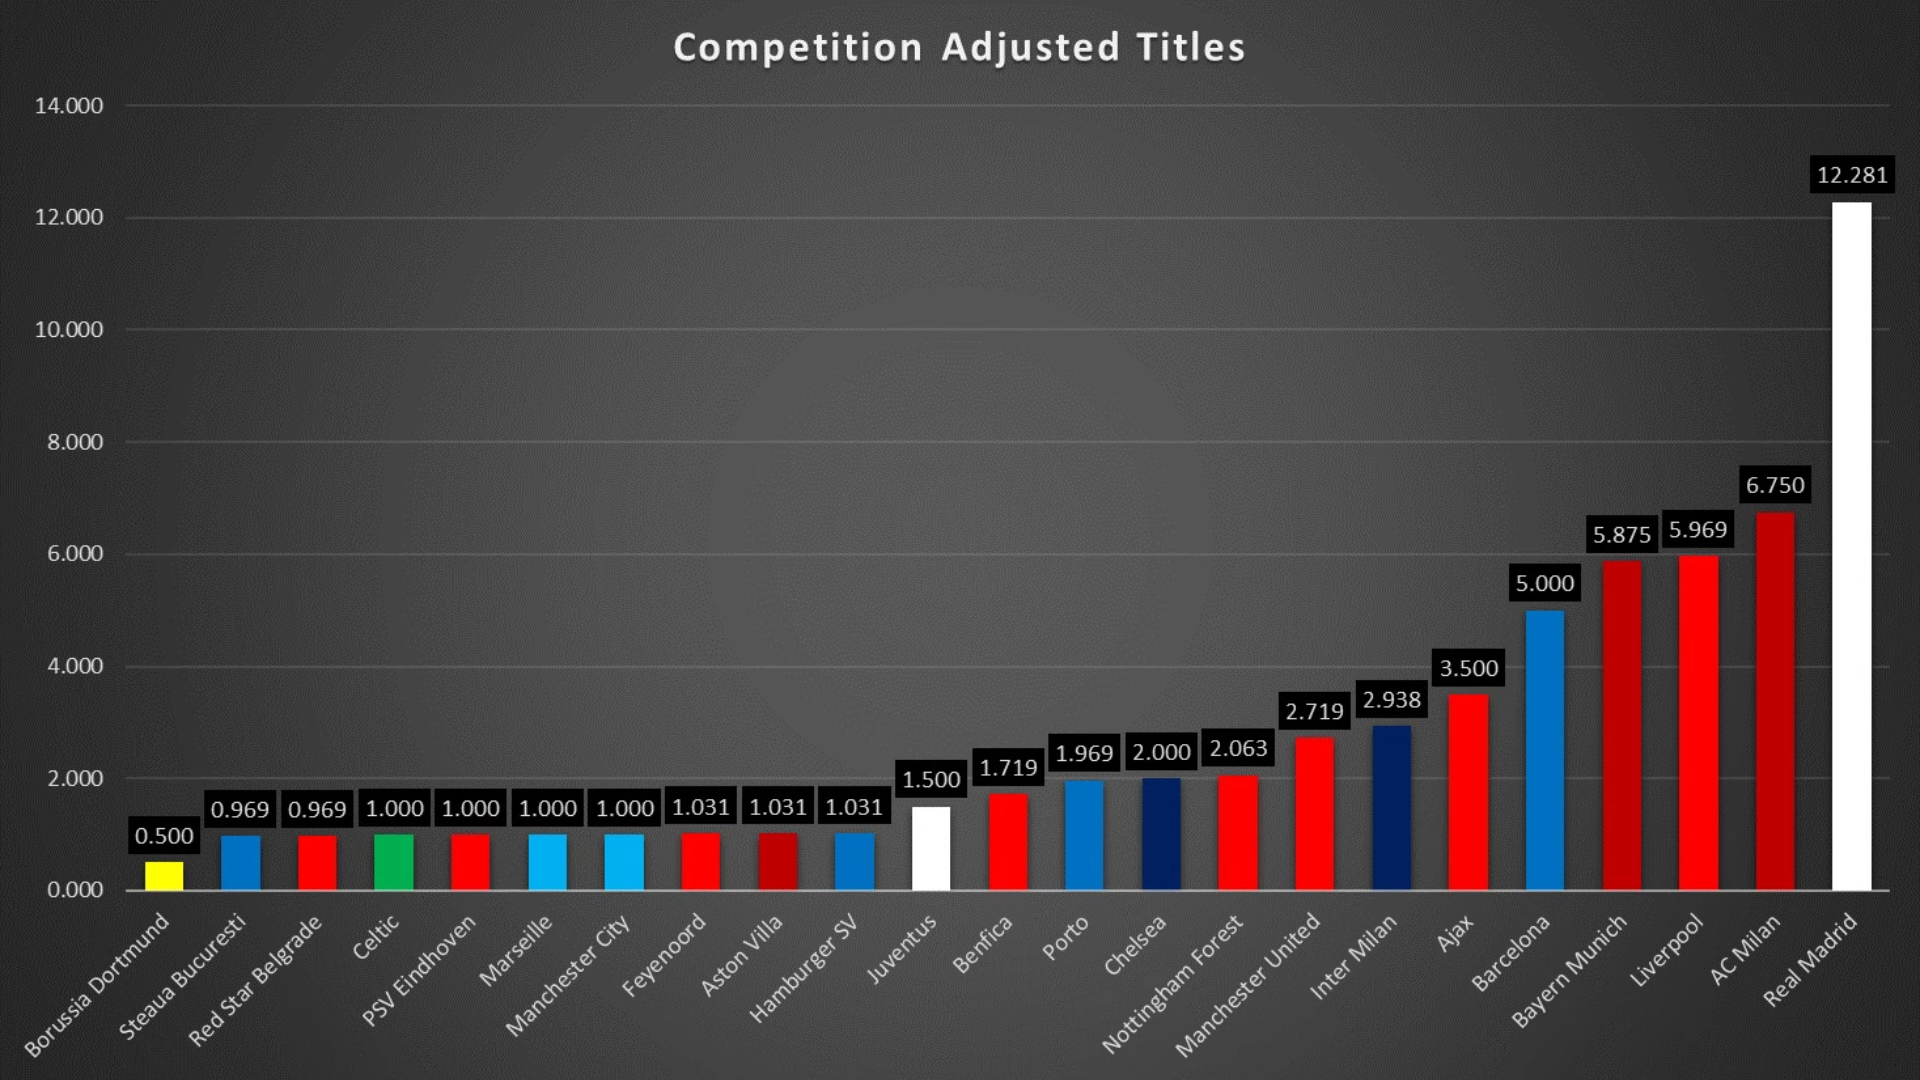 Competition Adjusted Titles
14.000
12.000
10.000
8.000
6.000
4.000
2.000
0.000
0.500
0.969
0.969
1.000
1.000
1.000
1.000
1.031
1.031
1.031
1.500
1.719
1.969
2.000
2.063
2.719
2.938
3.500
5.000
5.875
5.969
6.750
12.281
Borussia Dortmund
Steaua Bucuresti
Red Star Belgrade
Celtic
PSV Eindhoven
Marseille
Manchester City
Feyenoord
Aston Villa
Hamburger SV
Juventus
Benfica
Porto
Chelsea
Nottingham Forest
Manchester United
Inter Milan
Ajax
Barcelona
Bayern Munich
Liverpool
AC Milan
Real Madrid